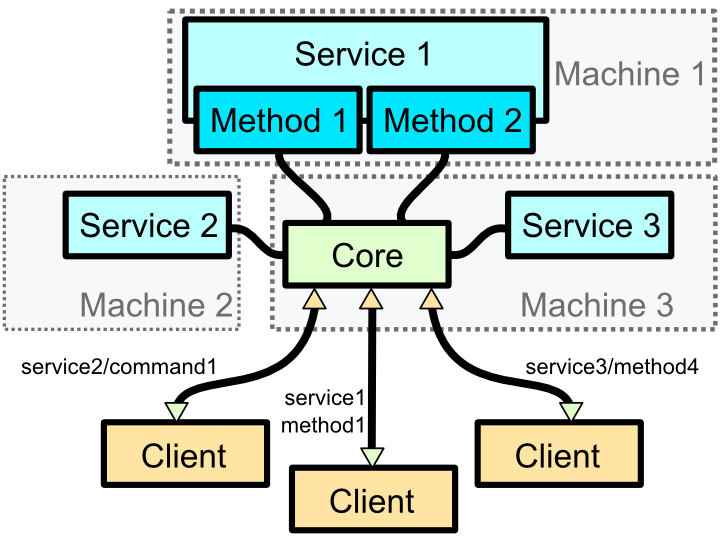 Service 1
Machine 1
Method 1
Method 2
Service 2
Service 3
Core
Machine 2
Machine 3
service2/command1
service3/method4
service1
method1
Client
Client
Client